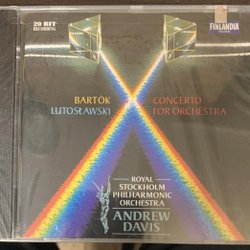 20 BIT
RECORDING
FINLANDIA
BARTÓK
LUTOSŁAWSKI
CONCERTO
FOR ORCHESTRA
ROYAL
STOCKHOLM
PHILHARMONIC
ORCHESTRA
ANDREW
DAVIS